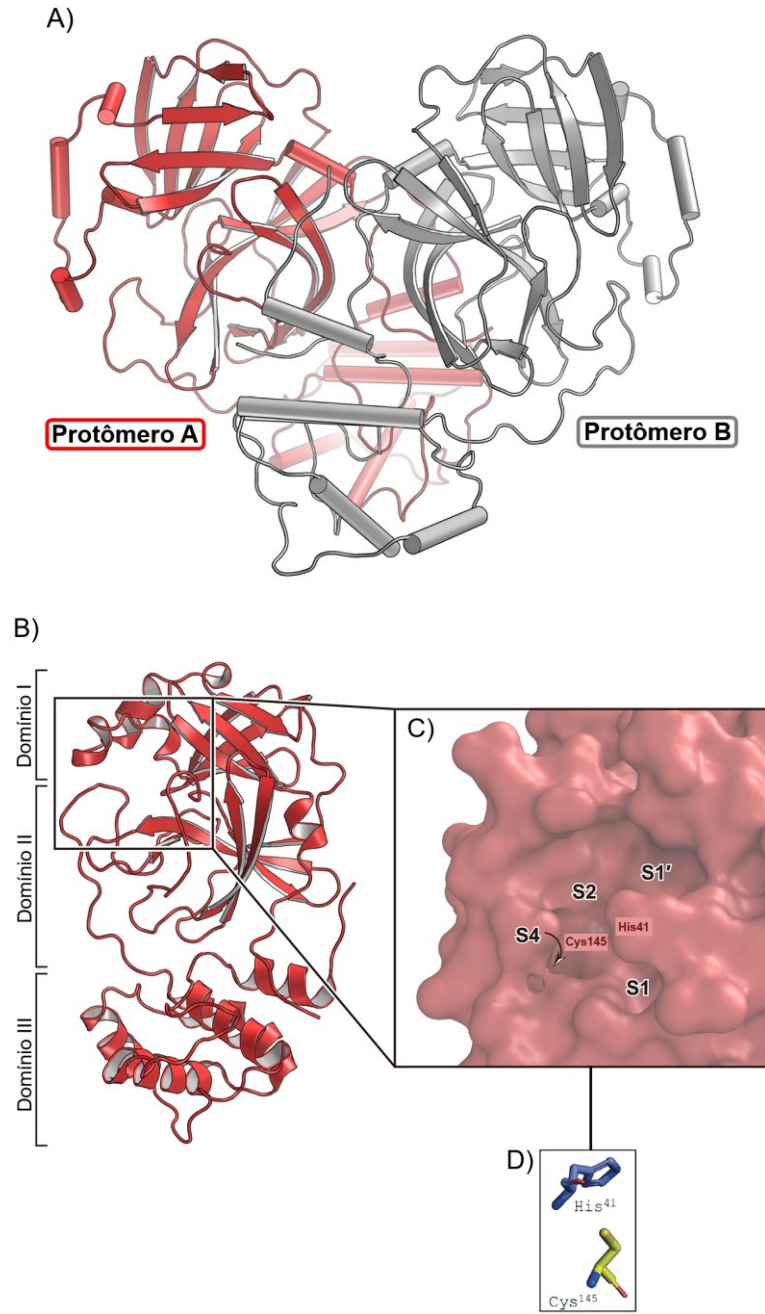 A)
Protômero A
Protômero B
B)
Domínio I
Domínio II
Domínio III
C)
S1'
S2
His41
S4
Cys145
S1
D)
His41
Cys145